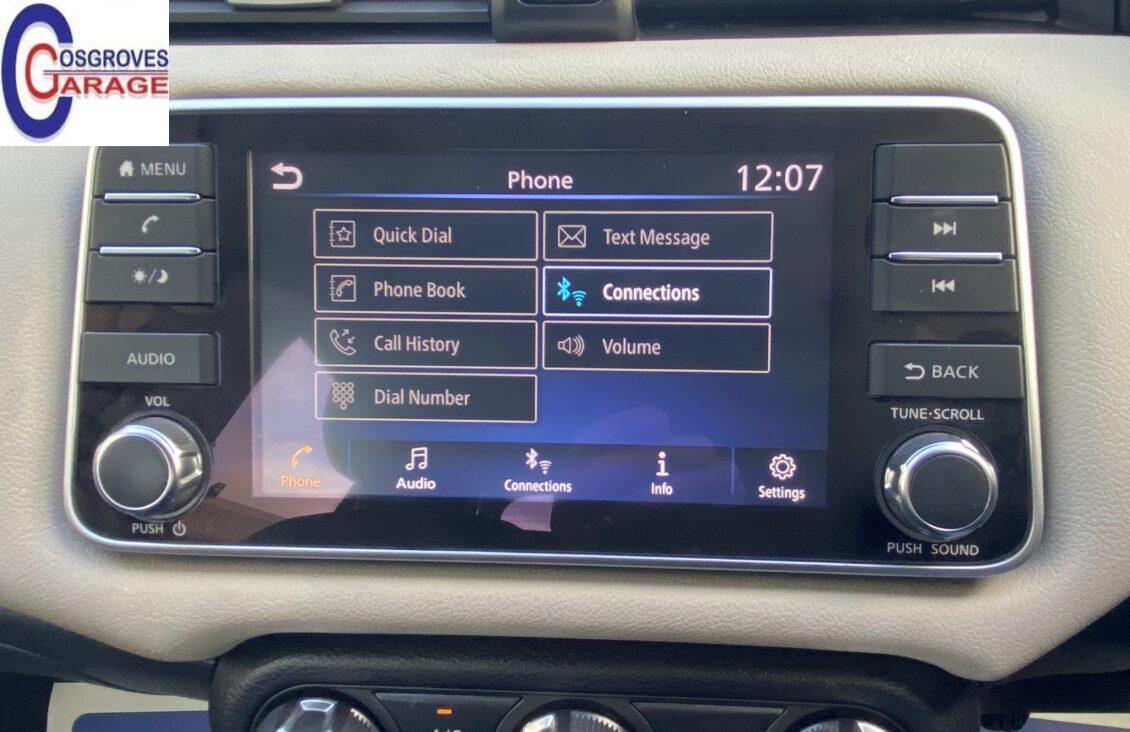 COSGROVES
GARAGE
MENU
AUDIO
VOL
PUSH
Phone
12:07
Quick Dial
Text Message
Phone Book
Connections
Call History
Volume
Dial Number
Phone
Audio
Connections
Info
Settings
BACK
TUNE·SCROLL
PUSH SOUND